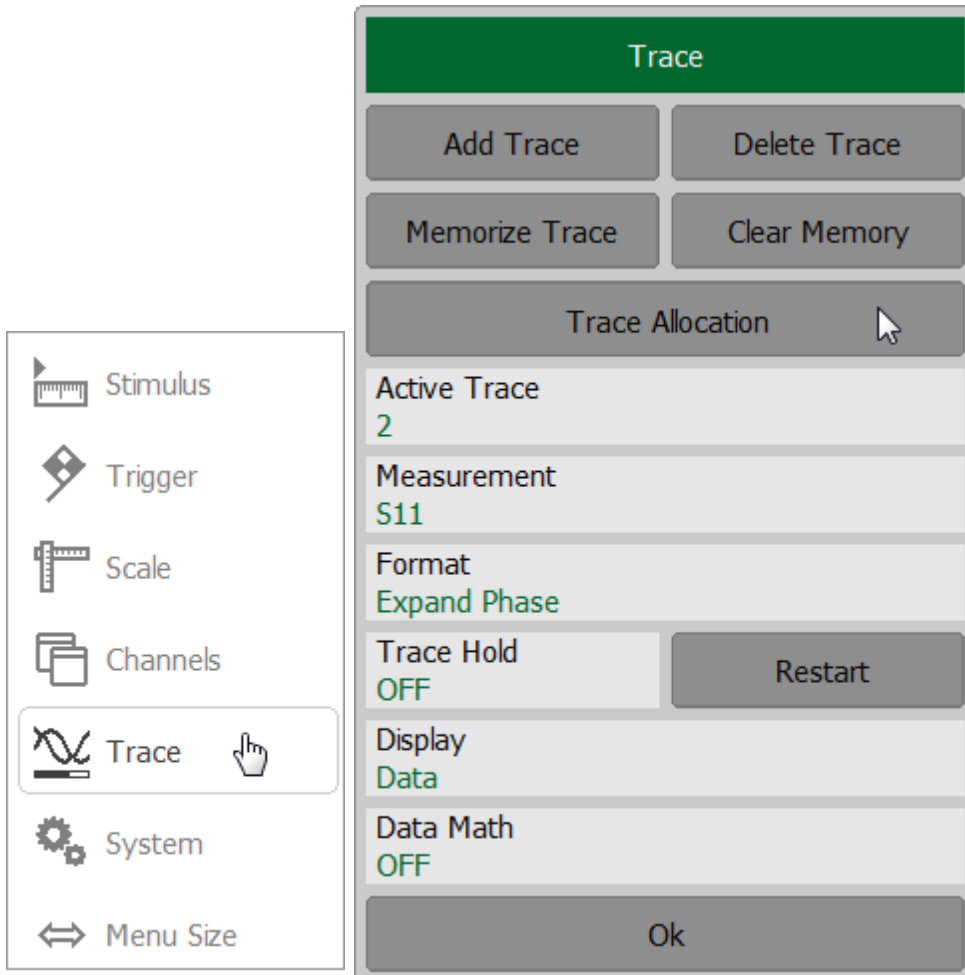 Stimulus
Trigger
Scale
Channels
Trace
System
Menu Size
Trace
Add Trace
Delete Trace
Memorize Trace
Clear Memory
Trace Allocation
Active Trace
2
Measurement
S11
Format
Expand Phase
Trace Hold
OFF
Restart
Display
Data
Data Math
OFF
Ok